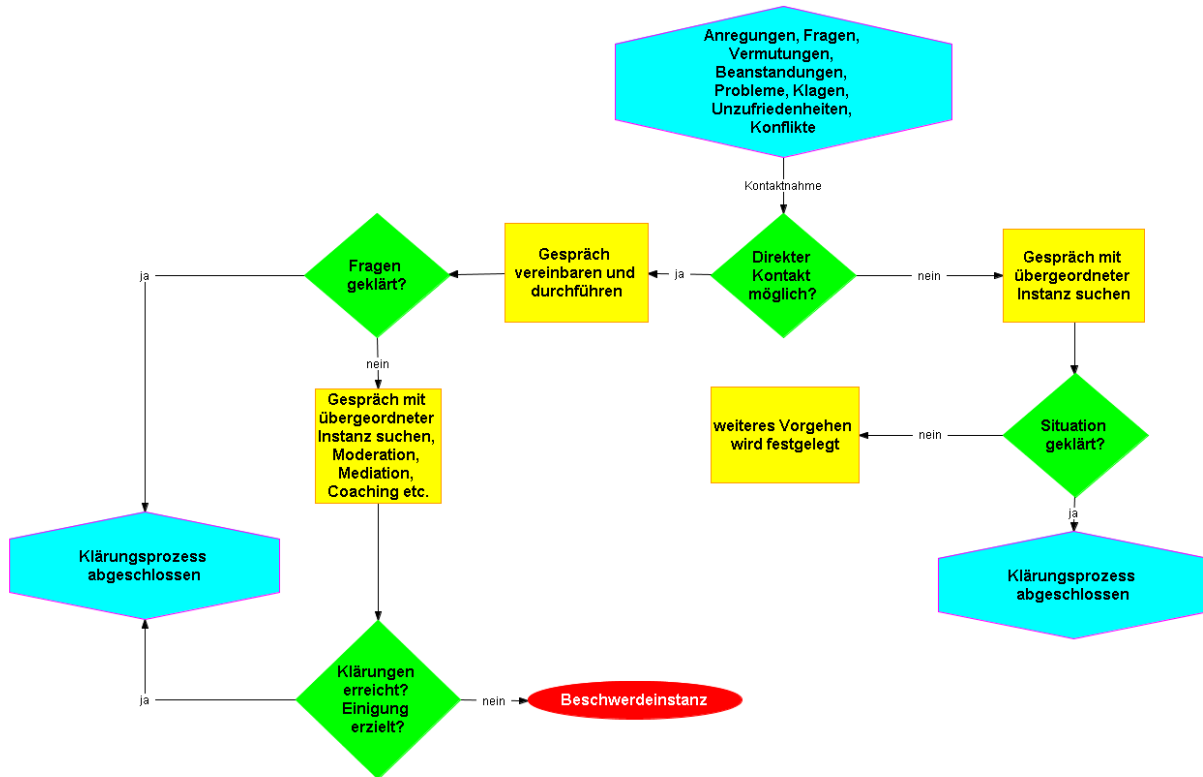 Anregungen, Fragen,
Vermutungen,
Beanstandungen,
Probleme, Klagen,
Unzufriedenheiten,
Konflikte
Kontaktnahme
Direkter
Kontakt
möglich?
ja
nein
Gespräch
vereinbaren und
durchführen
Fragen
geklärt?
ja
nein
Gespräch mit
übergeordneter
Instanz suchen
Gespräch mit
übergeordneter
Instanz suchen,
Moderation,
Mediation,
Coaching etc.
weiteres Vorgehen
wird festgelegt
nein
Situation
geklärt?
ja
Klärungsprozess
abgeschlossen
Klärungsprozess
abgeschlossen
ja
Klärungen
erreicht?
Einigung
erzielt?
nein
Beschwerdeinstanz